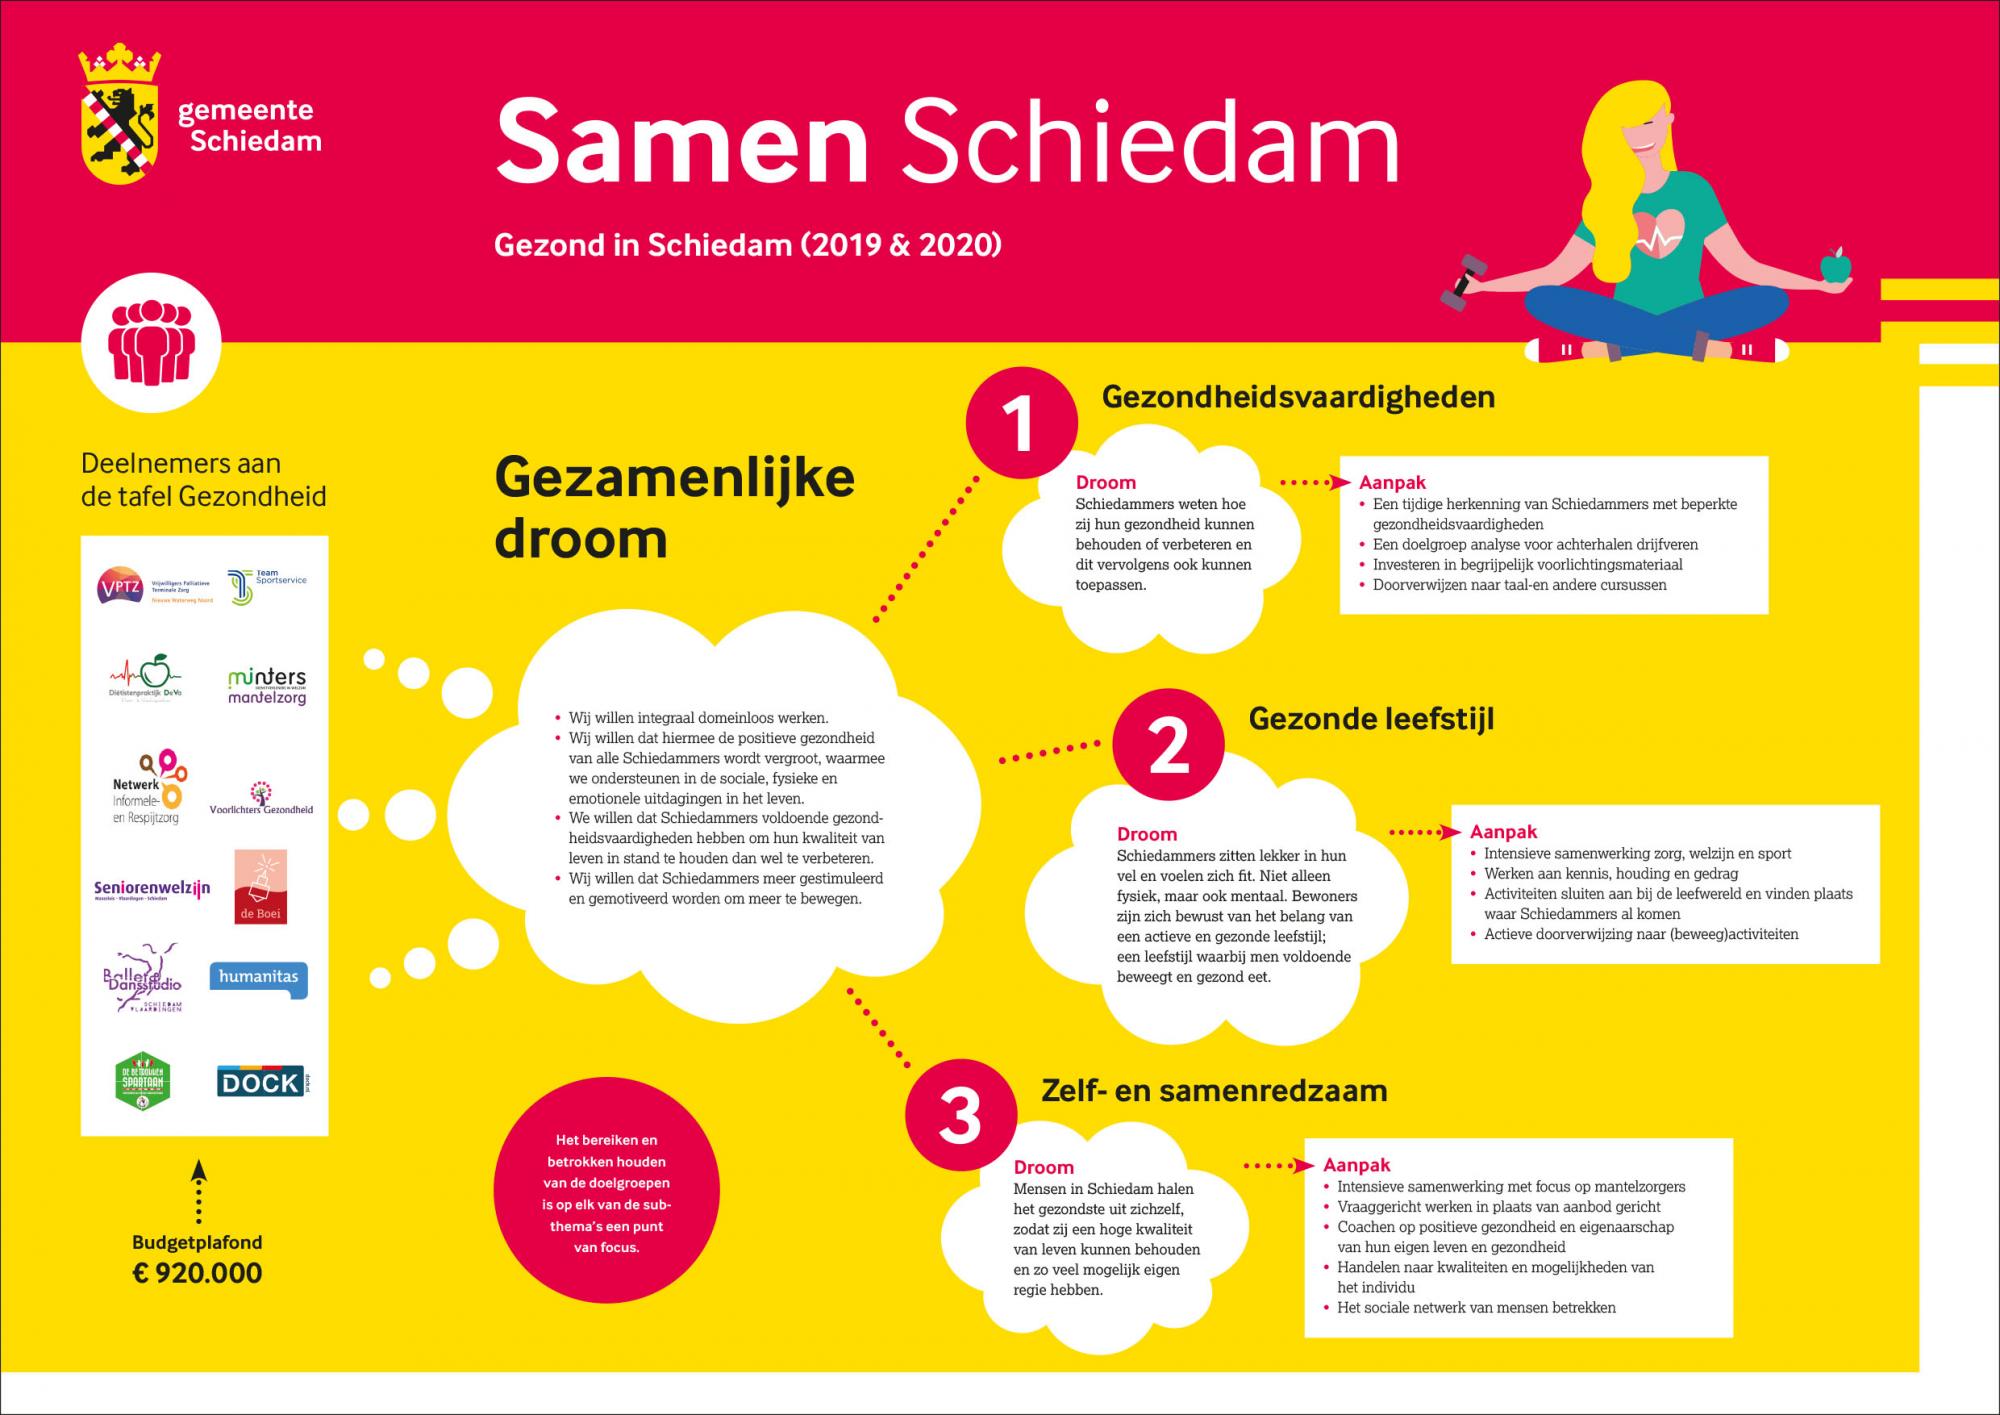 gemeente
Schiedam
Samen Schiedam
Gezond in Schiedam (2019 & 2020)
Deelnemers aan
de tafel Gezondheid
VPTZ
Vrijwilligers Palliatieve
Terminale Zorg
Nieuwe Waterweg Noord
Team
Sportservice
Diëtistenpraktijk DeVa
minters
mantelzorg
Netwerk
Informele-
en Respijtzorg
Voorlichters Gezondheid
Seniorenwelzijn
Maassluis - Vlaardingen - Schiedam
de Boei
Ballet&
Dansstudio
SCHIEDAM
VLAARDINGEN
humanitas
DE BETROKKEN
SPARTAAN
DOCK
dock.nl
Budgetplafond
€ 920.000
Gezamenlijke
droom
• Wij willen integraal domeinloos werken.
• Wij willen dat hiermee de positieve gezondheid
van alle Schiedammers wordt vergroot, waarmee
we ondersteunen in de sociale, fysieke en
emotionele uitdagingen in het leven.
• We willen dat Schiedammers voldoende gezond-
heidsvaardigheden hebben om hun kwaliteit van
leven in stand te houden dan wel te verbeteren.
• Wij willen dat Schiedammers meer gestimuleerd
en gemotiveerd worden om meer te bewegen.
Het bereiken en
betrokken houden
van de doelgroepen
is op elk van de sub-
thema's een punt
van focus.
1
Gezondheidsvaardigheden
Droom
Schiedammers weten hoe
zij hun gezondheid kunnen
behouden of verbeteren en
dit vervolgens ook kunnen
toepassen.
Aanpak
• Een tijdige herkenning van Schiedammers met beperkte
gezondheidsvaardigheden
• Een doelgroep analyse voor achterhalen drijfveren
• Investeren in begrijpelijk voorlichtingsmateriaal
• Doorverwijzen naar taal-en andere cursussen
2
Gezonde leefstijl
Droom
Schiedammers zitten lekker in hun
vel en voelen zich fit. Niet alleen
fysiek, maar ook mentaal. Bewoners
zijn zich bewust van het belang van
een actieve en gezonde leefstijl;
een leefstijl waarbij men voldoende
beweegt en gezond eet.
Aanpak
• Intensieve samenwerking zorg, welzijn en sport
• Werken aan kennis, houding en gedrag
• Activiteiten sluiten aan bij de leefwereld en vinden plaats
waar Schiedammers al komen
• Actieve doorverwijzing naar (beweeg)activiteiten
3
Zelf- en samenredzaam
Droom
Mensen in Schiedam halen
het gezondste uit zichzelf,
zodat zij een hoge kwaliteit
van leven kunnen behouden
en zo veel mogelijk eigen
regie hebben.
Aanpak
• Intensieve samenwerking met focus op mantelzorgers
• Vraaggericht werken in plaats van aanbod gericht
• Coachen op positieve gezondheid en eigenaarschap
van hun eigen leven en gezondheid
• Handelen naar kwaliteiten en mogelijkheden van
het individu
• Het sociale netwerk van mensen betrekken